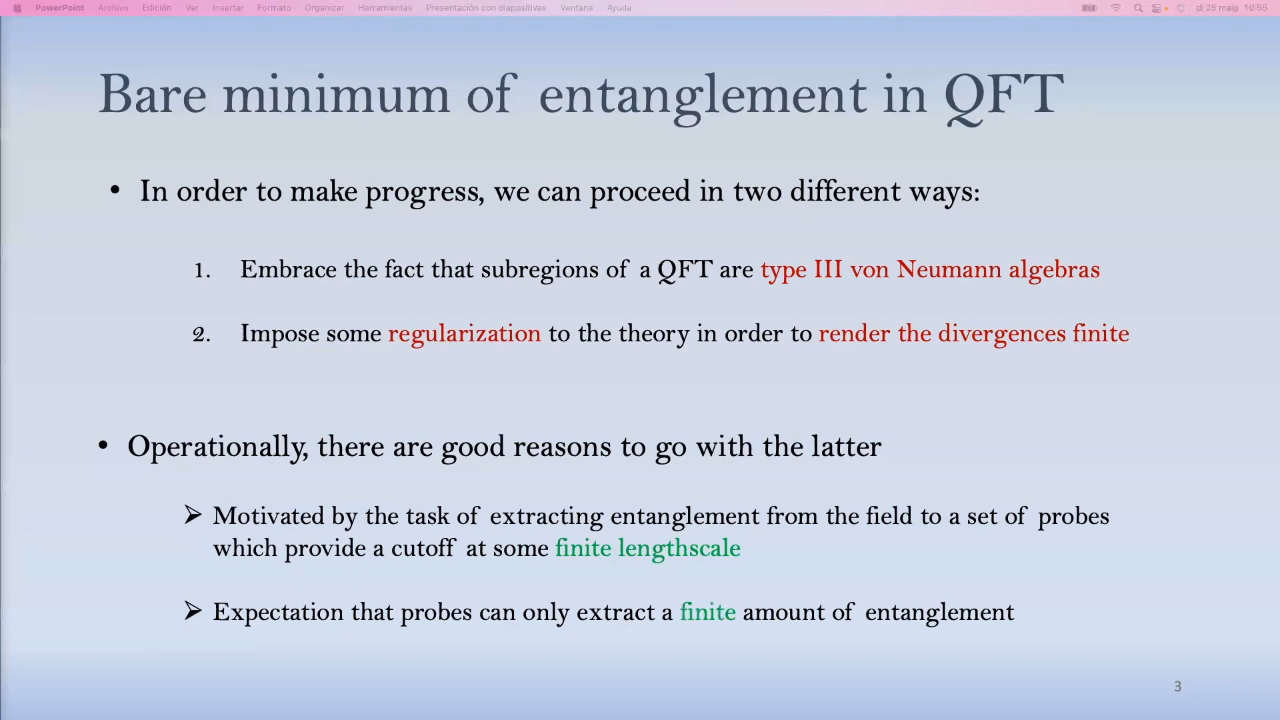 PowerPoint Archivo Edición Ver Insertar Formato Organizar Herramientas Presentación con diapositivas Ventana Ayuda di 25 maig 10:55
Bare minimum of entanglement in QFT
• In order to make progress, we can proceed in two different ways:
1. Embrace the fact that subregions of a QFT are type III von Neumann algebras
2. Impose some regularization to the theory in order to render the divergences finite
• Operationally, there are good reasons to go with the latter
➢ Motivated by the task of extracting entanglement from the field to a set of probes
which provide a cutoff at some finite lengthscale
➢ Expectation that probes can only extract a finite amount of entanglement
3